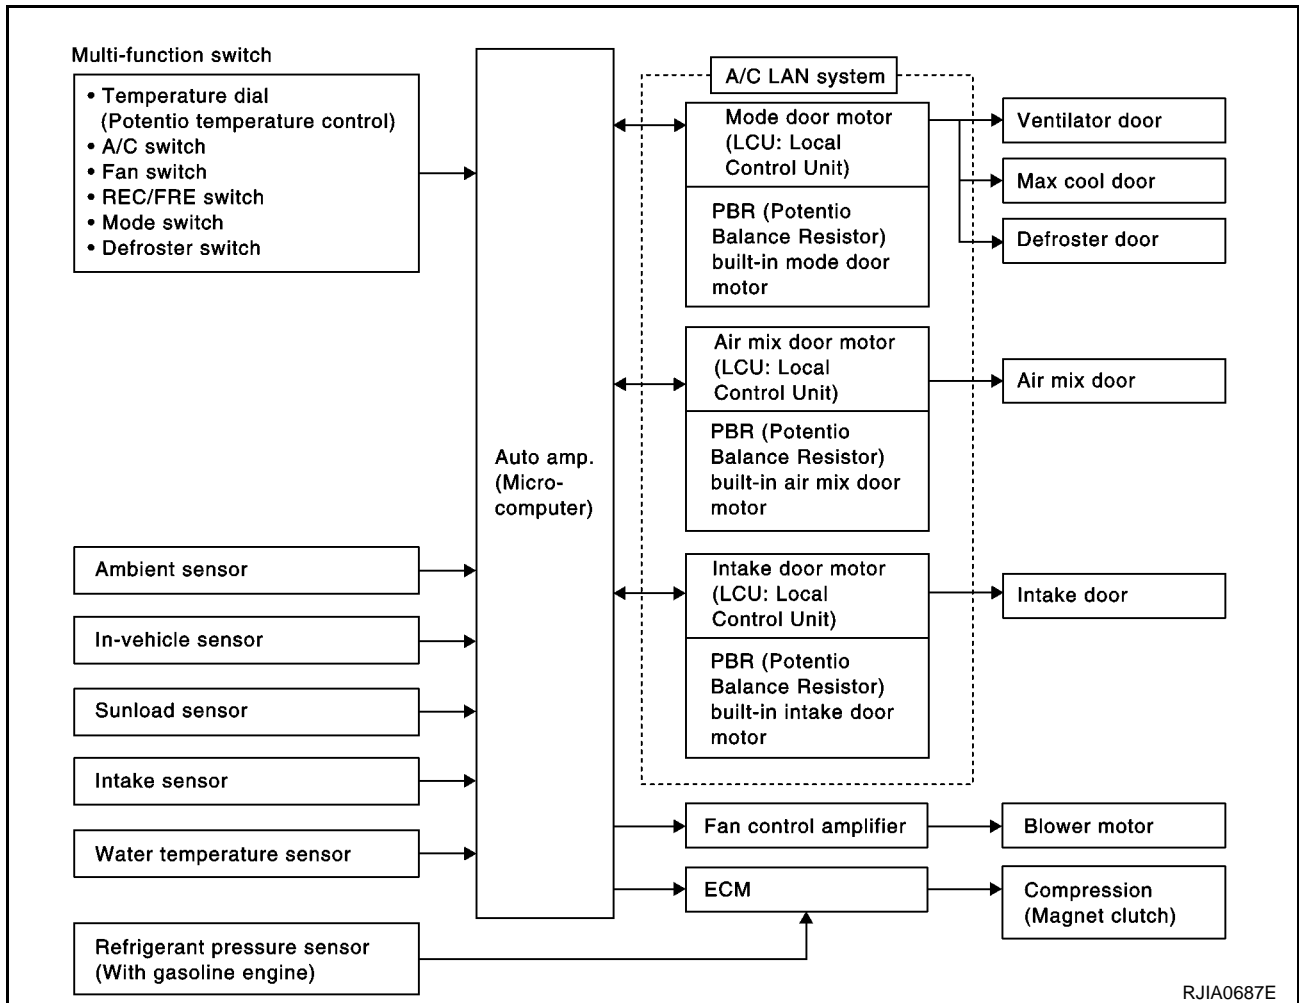 Multi-function switch
• Temperature dial
(Potentio temperature control)
• A/C switch
• Fan switch
• REC/FRE switch
• Mode switch
• Defroster switch
Ambient sensor
In-vehicle sensor
Sunload sensor
Intake sensor
Water temperature sensor
Refrigerant pressure sensor
(With gasoline engine)
Auto amp.
(Micro-
computer)
A/C LAN system
Mode door motor
(LCU: Local
Control Unit)
PBR (Potentio
Balance Resistor)
built-in mode door
motor
Air mix door motor
(LCU: Local
Control Unit)
PBR (Potentio
Balance Resistor)
built-in air mix door
motor
Intake door motor
(LCU: Local
Control Unit)
PBR (Potentio
Balance Resistor)
built-in intake door
motor
Fan control amplifier
ECM
Ventilator door
Max cool door
Defroster door
Air mix door
Intake door
Blower motor
Compression
(Magnet clutch)
RJIA0687E